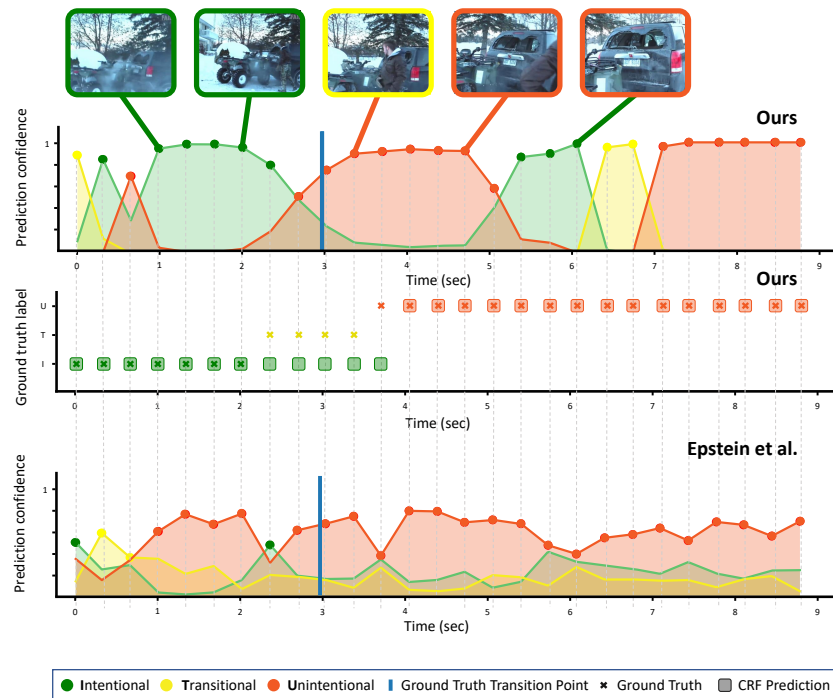 Ours
Prediction confidence
1
0 1 2 3 4 5 6 7 8 9
Time (sec)
Ours
Ground truth label
U
T
I
0 1 2 3 4 5 6 7 8 9
Time (sec)
Epstein et al.
Prediction confidence
1
0 1 2 3 4 5 6 7 8 9
Time (sec)
Intentional Transitional Unintentional Ground Truth Transition Point Ground Truth CRF Prediction